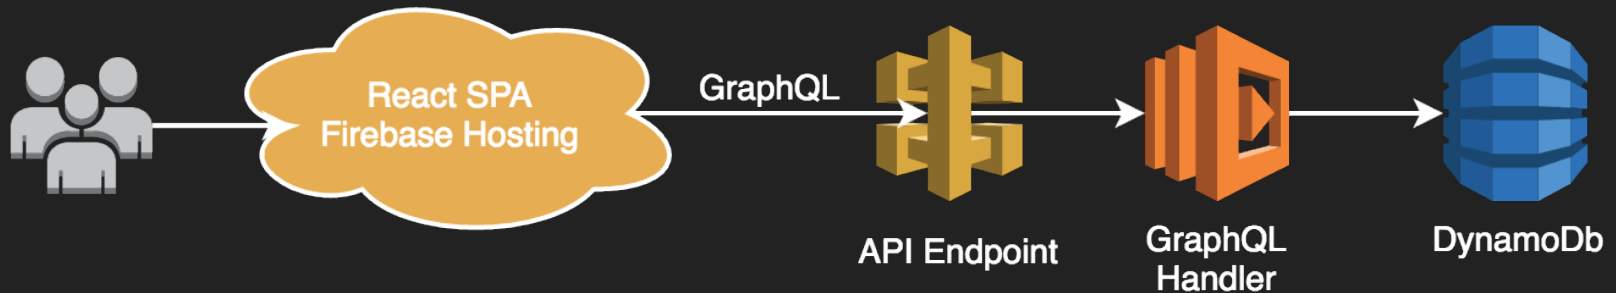 React SPA
Firebase Hosting
GraphQL
API Endpoint
GraphQL
Handler
DynamoDb